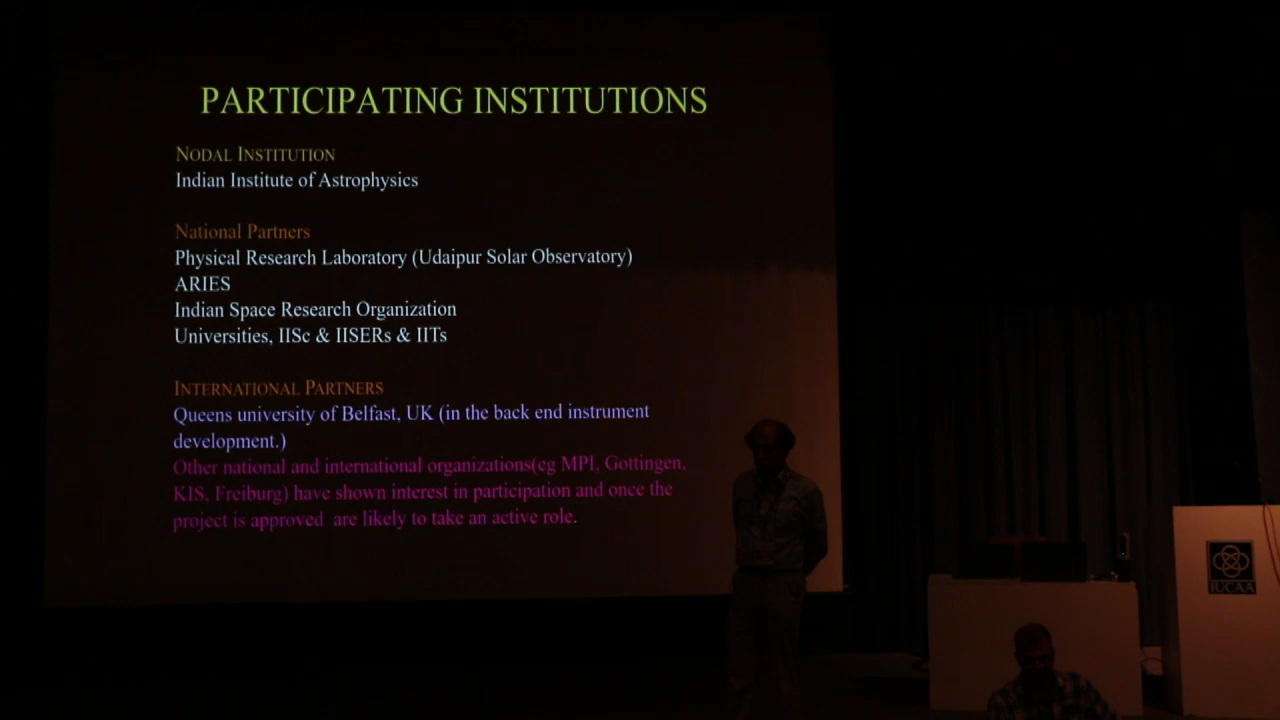 PARTICIPATING INSTITUTIONS
NODAL INSTITUTION
Indian Institute of Astrophysics
National Partners
Physical Research Laboratory (Udaipur Solar Observatory)
ARIES
Indian Space Research Organization
Universities, IISc & IISERs & IITs
INTERNATIONAL PARTNERS
Queens university of Belfast, UK (in the back end instrument
development.)
Other national and international organizations(eg MPI, Gottingen,
KIS, Freiburg) have shown interest in participation and once the
project is approved are likely to take an active role.
IUCAA